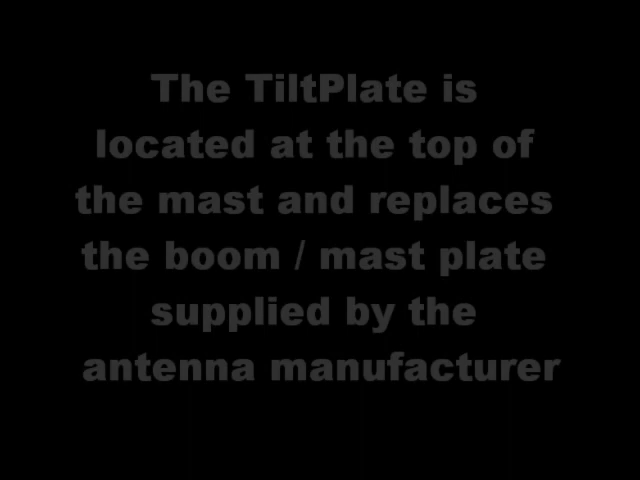 The TiltPlate is
located at the top of
the mast and replaces
the boom / mast plate
supplied by the
antenna manufacturer